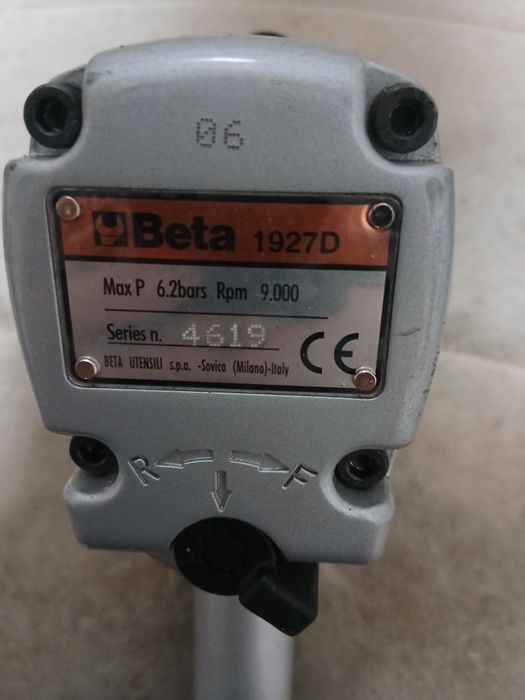 06
Beta 1927D
Max P 6.2bars Rpm 9.000
Series n. 4619
BETA UTENSILI s.p.a. -Sovico (Milano)-Italy CE
R F